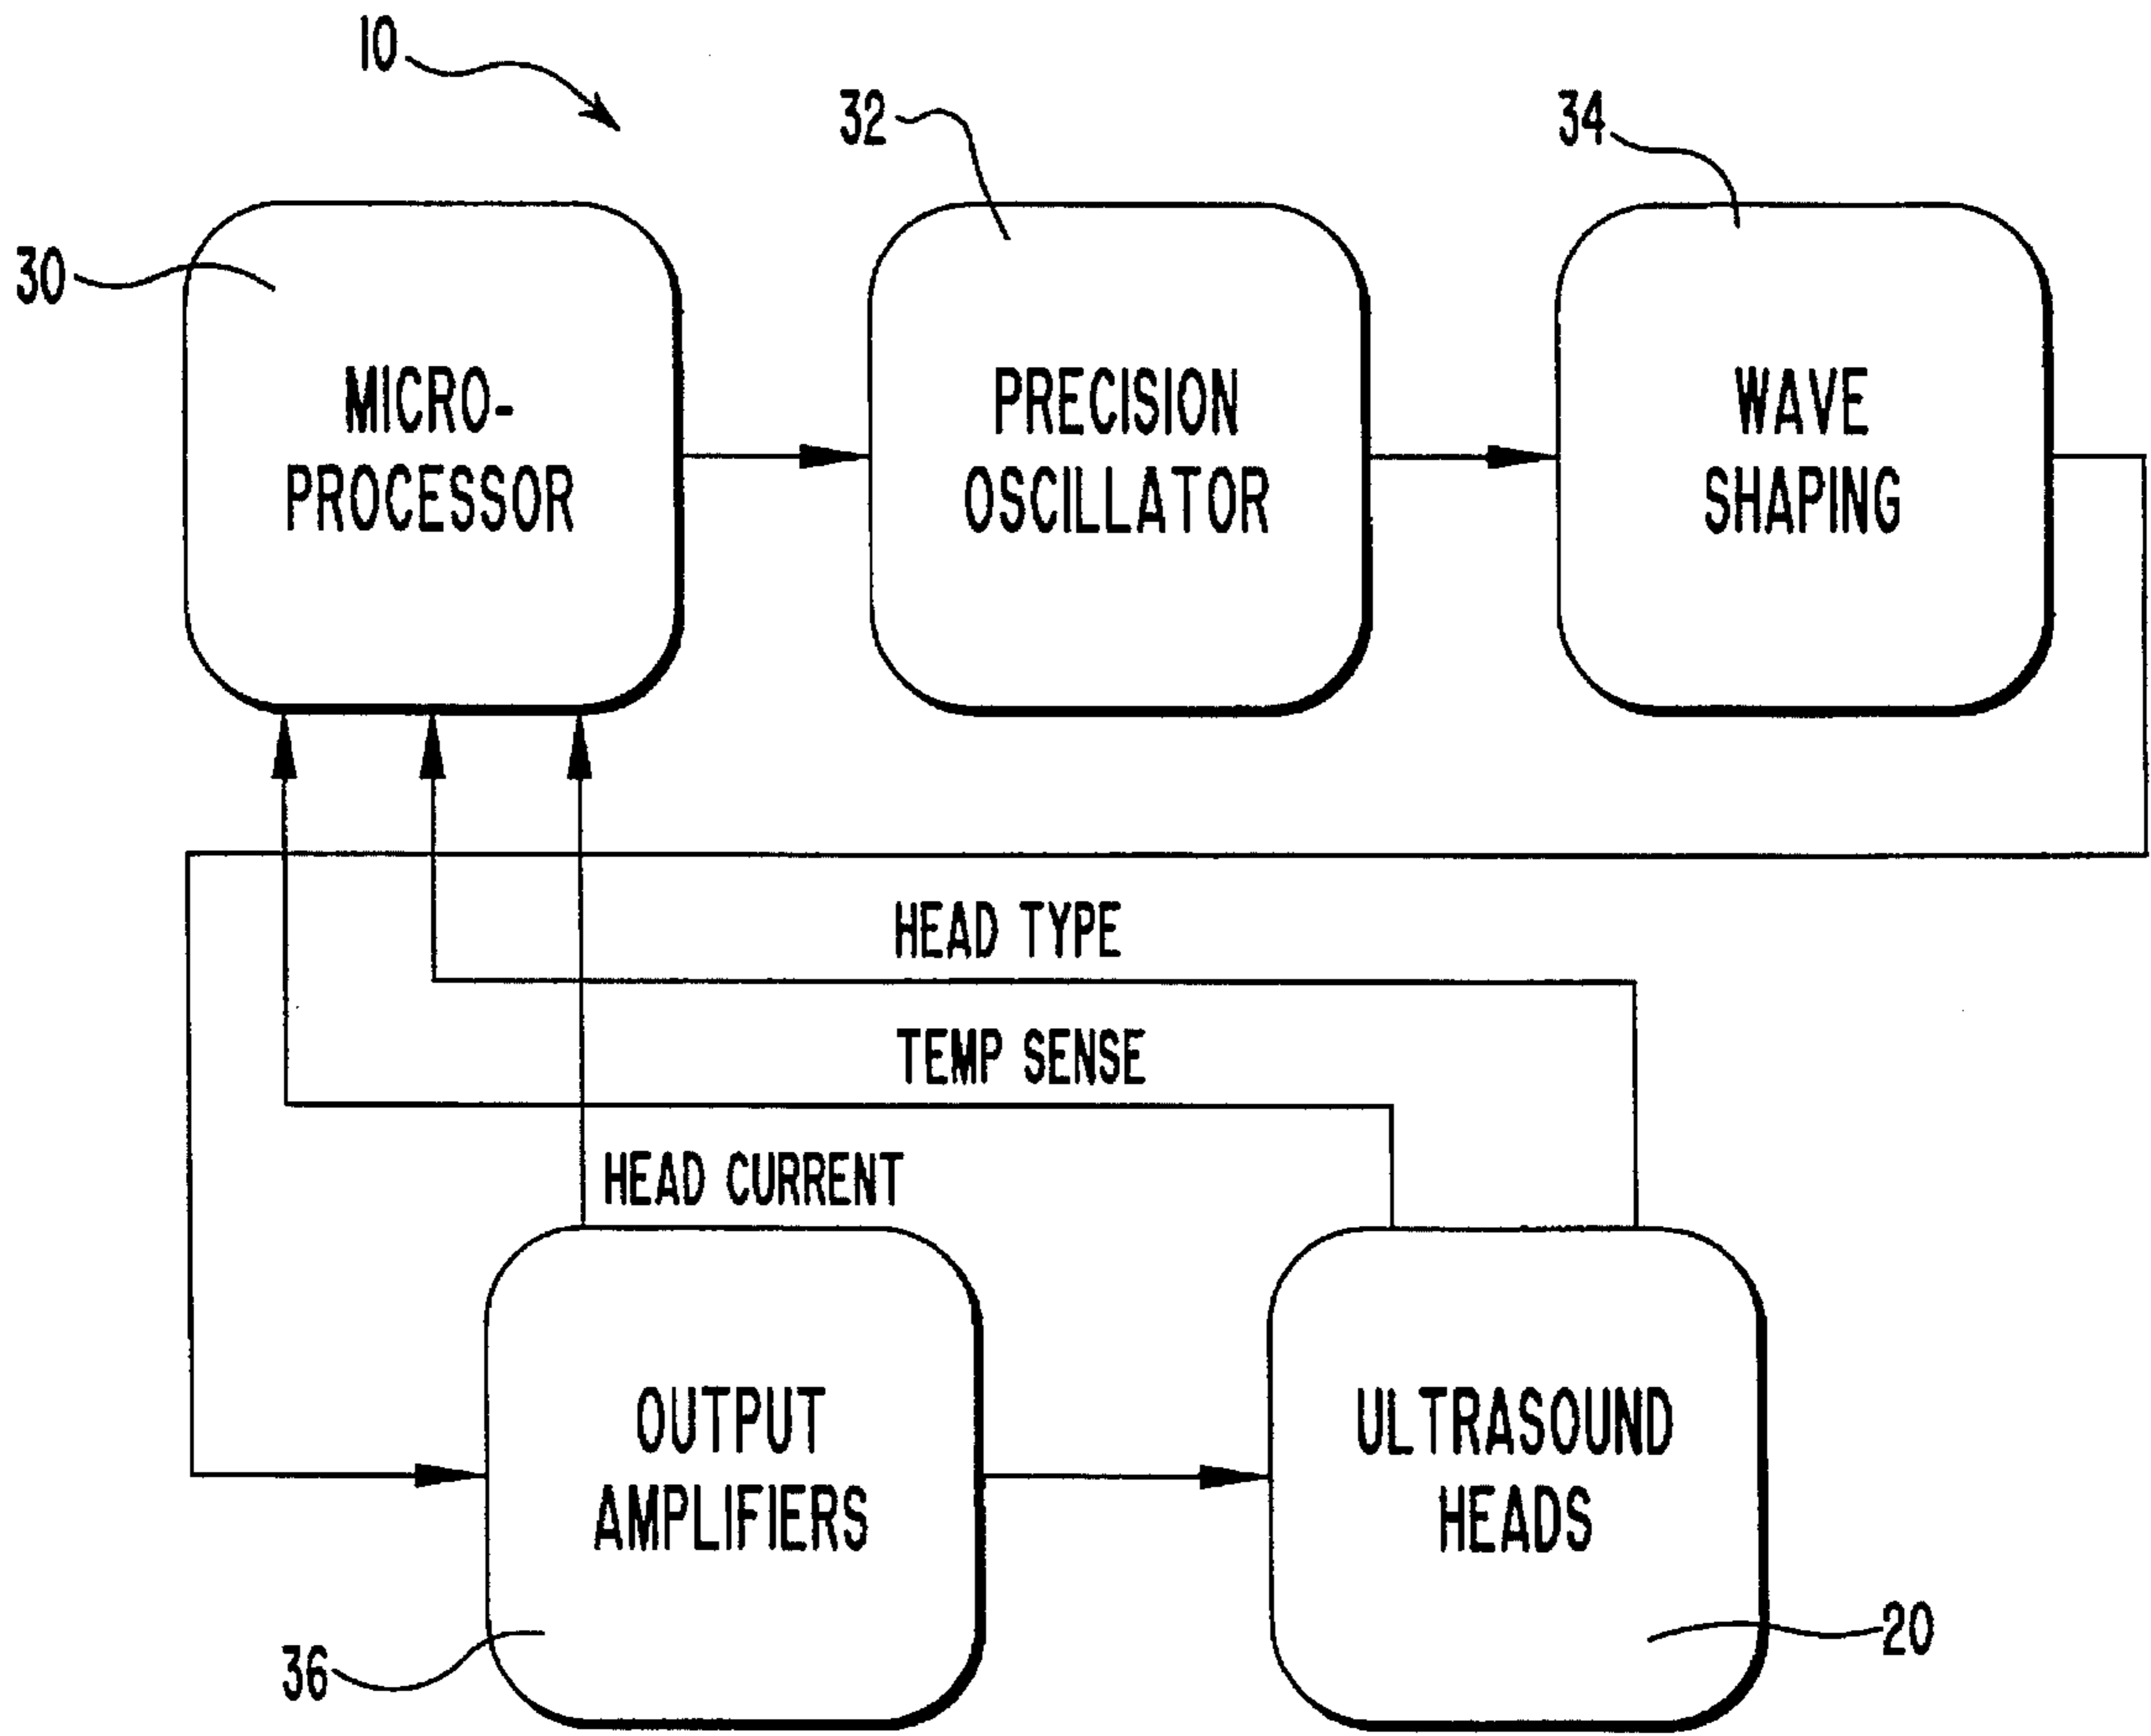 10
32
34
30
MICRO-
PROCESSOR
PRECISION
OSCILLATOR
WAVE
SHAPING
HEAD TYPE
TEMP SENSE
HEAD CURRENT
OUTPUT
AMPLIFIERS
ULTRASOUND
HEADS
36
20